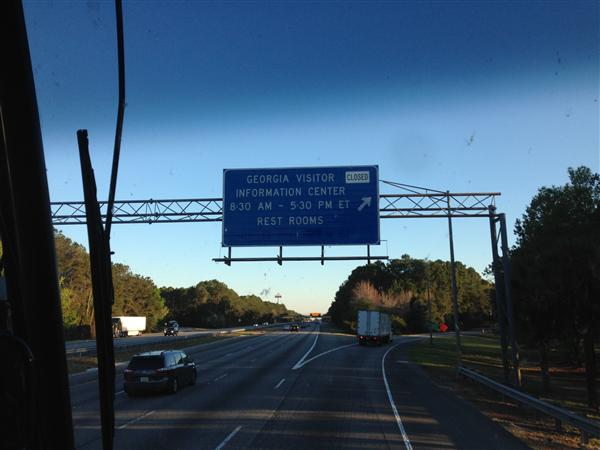 GEORGIA VISITOR CLOSED
INFORMATION CENTER
8:30 AM - 5:30 PM ET
REST ROOMS